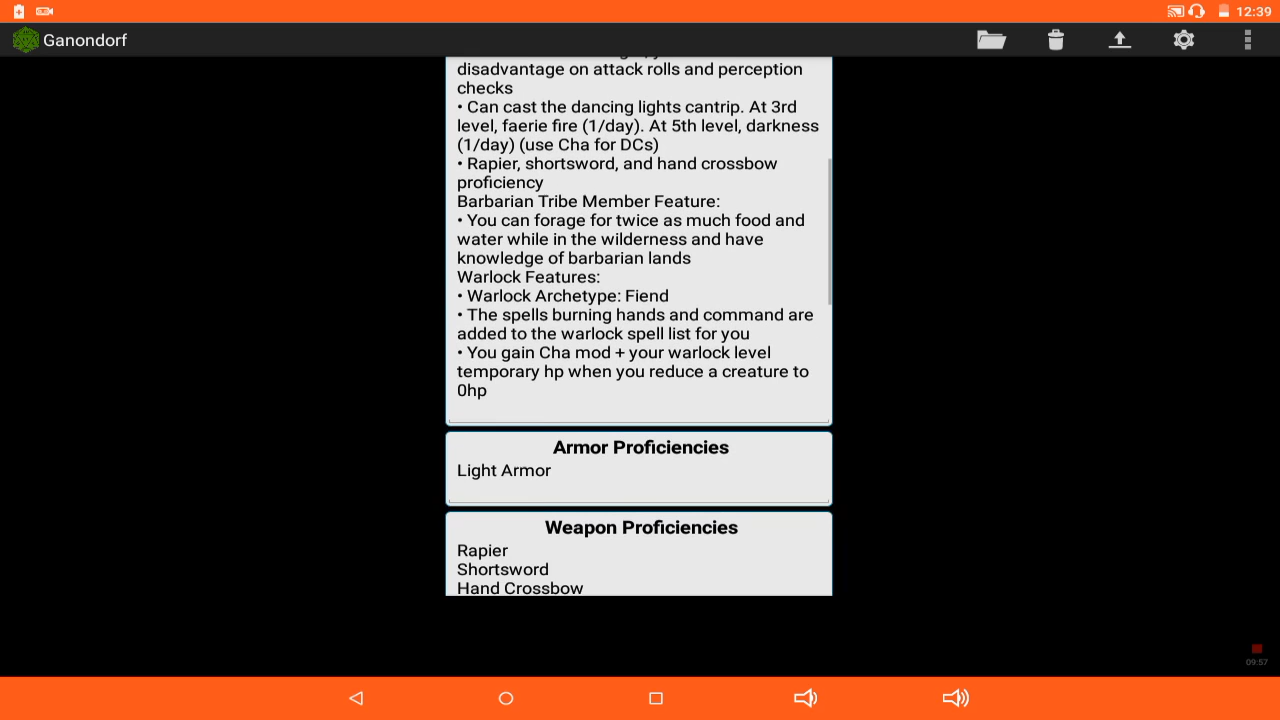 12:39
Ganondorf
disadvantage on attack rolls and perception
checks
• Can cast the dancing lights cantrip. At 3rd
level, faerie fire (1/day). At 5th level, darkness
(1/day) (use Cha for DCs)
• Rapier, shortsword, and hand crossbow
proficiency
Barbarian Tribe Member Feature:
• You can forage for twice as much food and
water while in the wilderness and have
knowledge of barbarian lands
Warlock Features:
• Warlock Archetype: Fiend
• The spells burning hands and command are
added to the warlock spell list for you
• You gain Cha mod + your warlock level
temporary hp when you reduce a creature to
0hp
Armor Proficiencies
Light Armor
Weapon Proficiencies
Rapier
Shortsword
Hand Crossbow
09:57